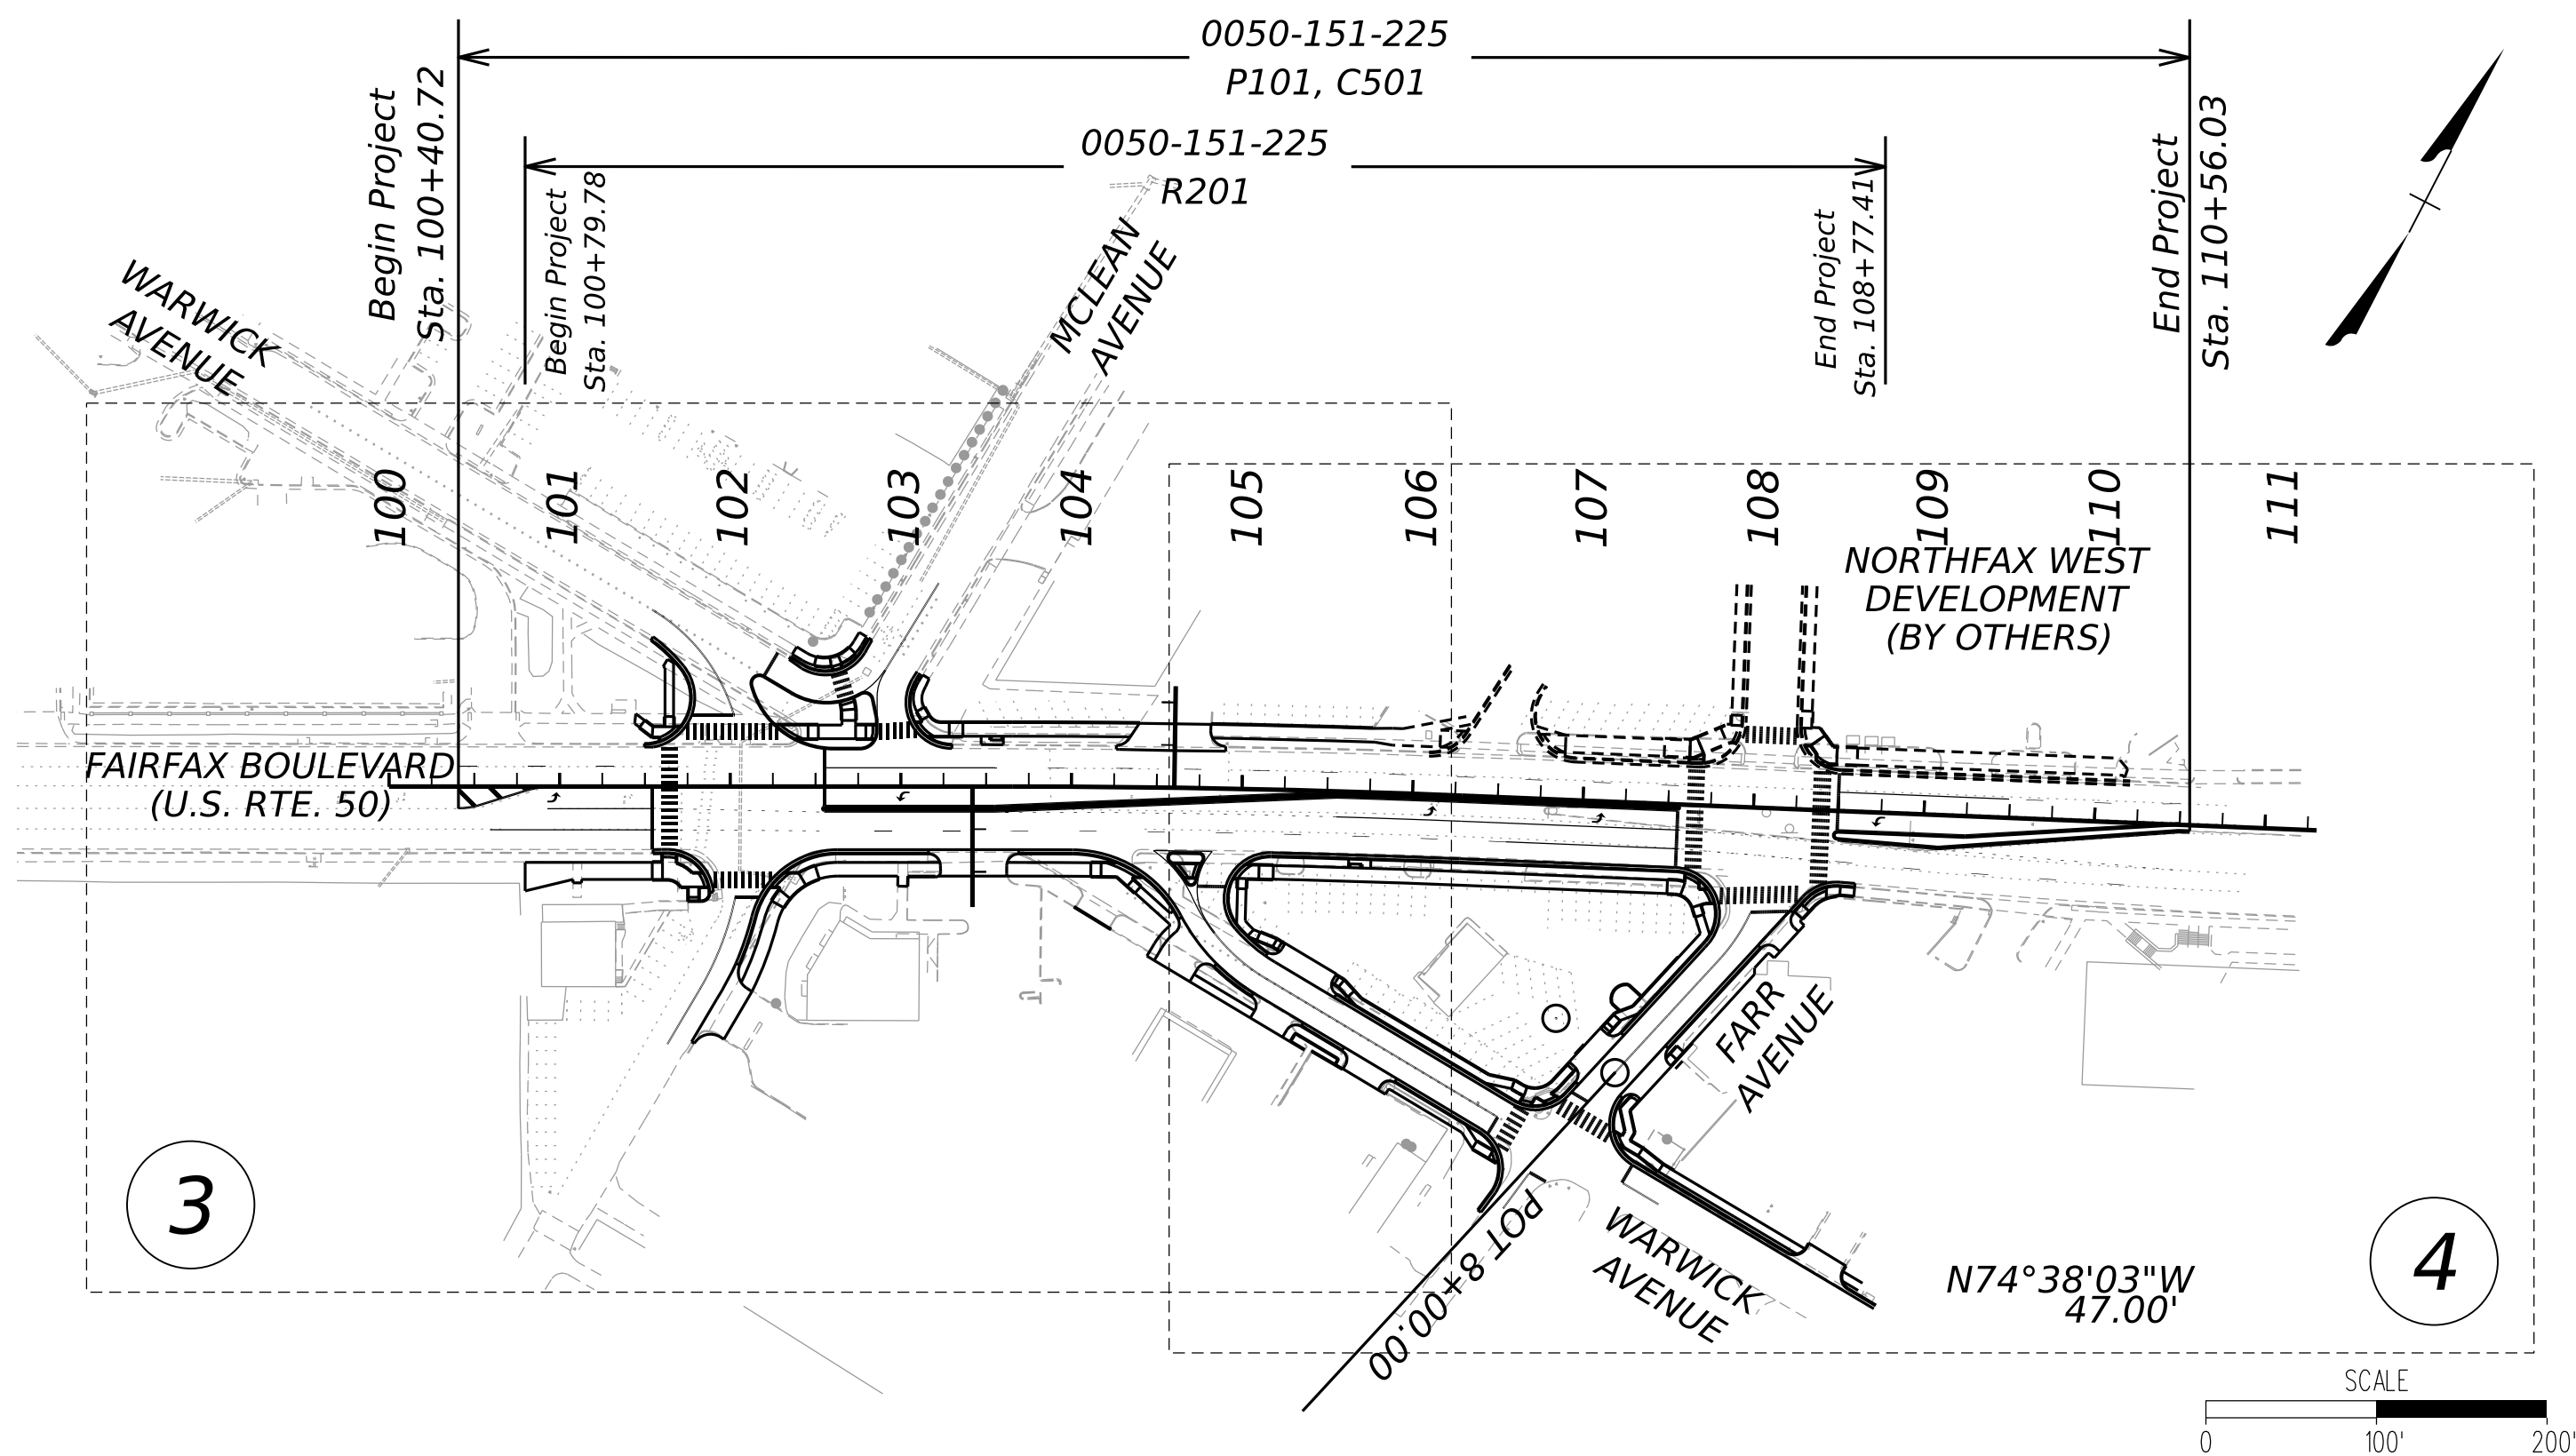 0050-151-225
P101, C501
0050-151-225
R201
Begin Project
Sta. 100+40.72
Begin Project
Sta. 100+79.78
End Project
Sta. 108+77.41
End Project
Sta. 110+56.03
WARWICK
AVENUE
MCLEAN
AVENUE
100
101
102
103
104
105
106
107
108
109
110
111
NORTHFAX WEST
DEVELOPMENT
(BY OTHERS)
FAIRFAX BOULEVARD
(U.S. RTE. 50)
FARR
AVENUE
3
POT 8+00.00
WARWICK
AVENUE
N74°38'03"W
47.00'
4
SCALE
0
100'
200'